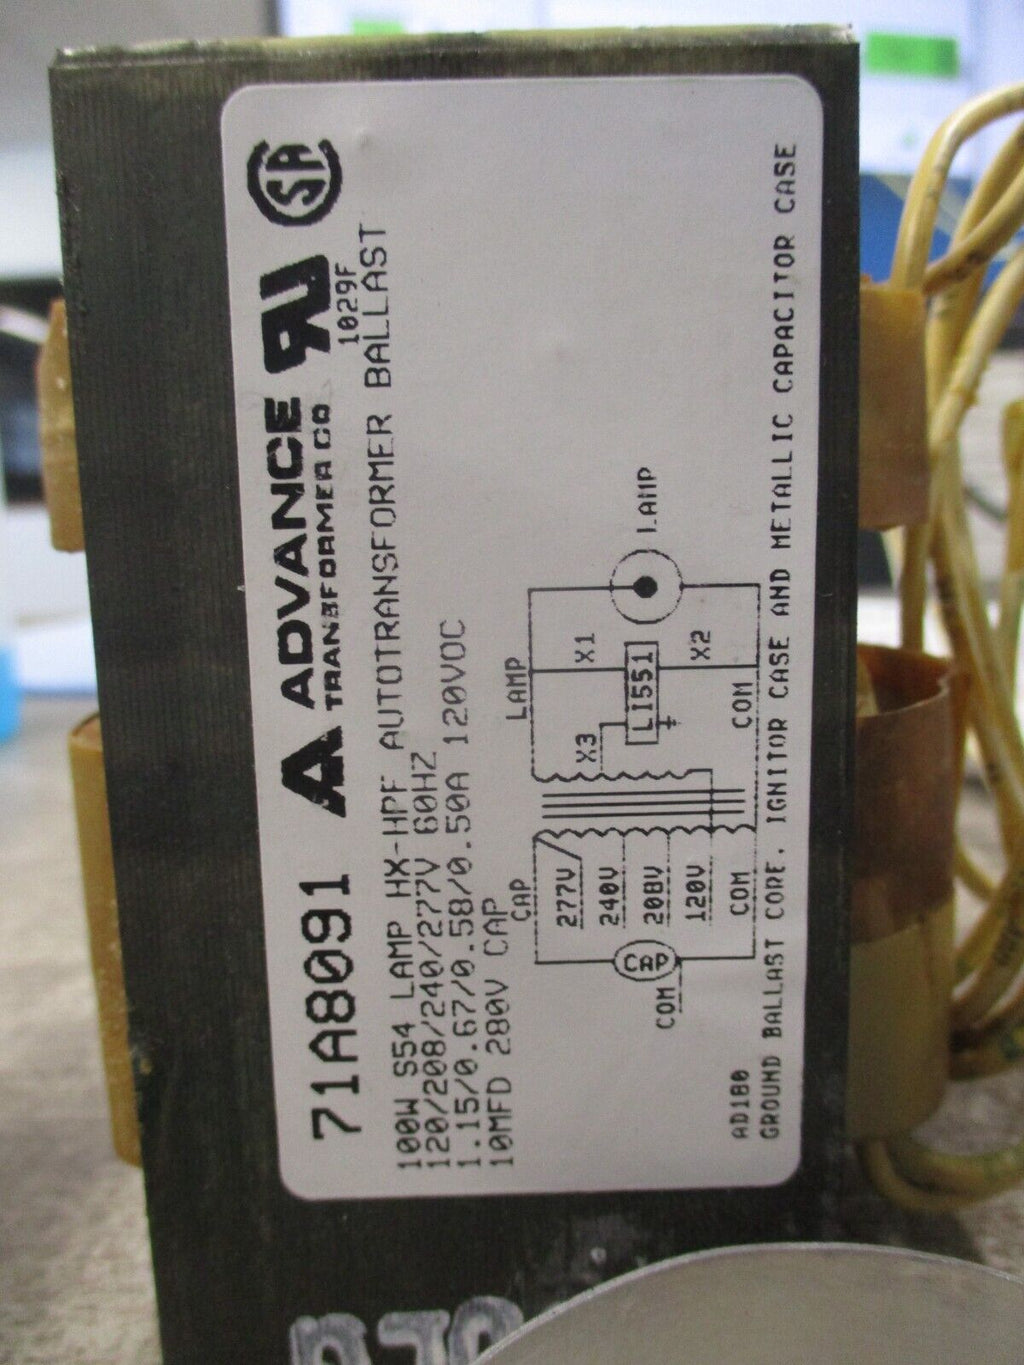 71A8091 ADVANCE
TRANSFORMER CO.
1029F
100W S54 LAMP HX-HPF AUTOTRANSFORMER BALLAST
120/208/240/277V 60HZ
1.15/0.67/0.58/0.50A 120VOC
10MFD 280V CAP
CAP
LAMP
277V
240V
208V
120V
COM
CAP
COM
X3
X1
LI551
X2
COM
LAMP
AD180
GROUND BALLAST CORE, IGNITOR CASE AND METALLIC CAPACITOR CASE